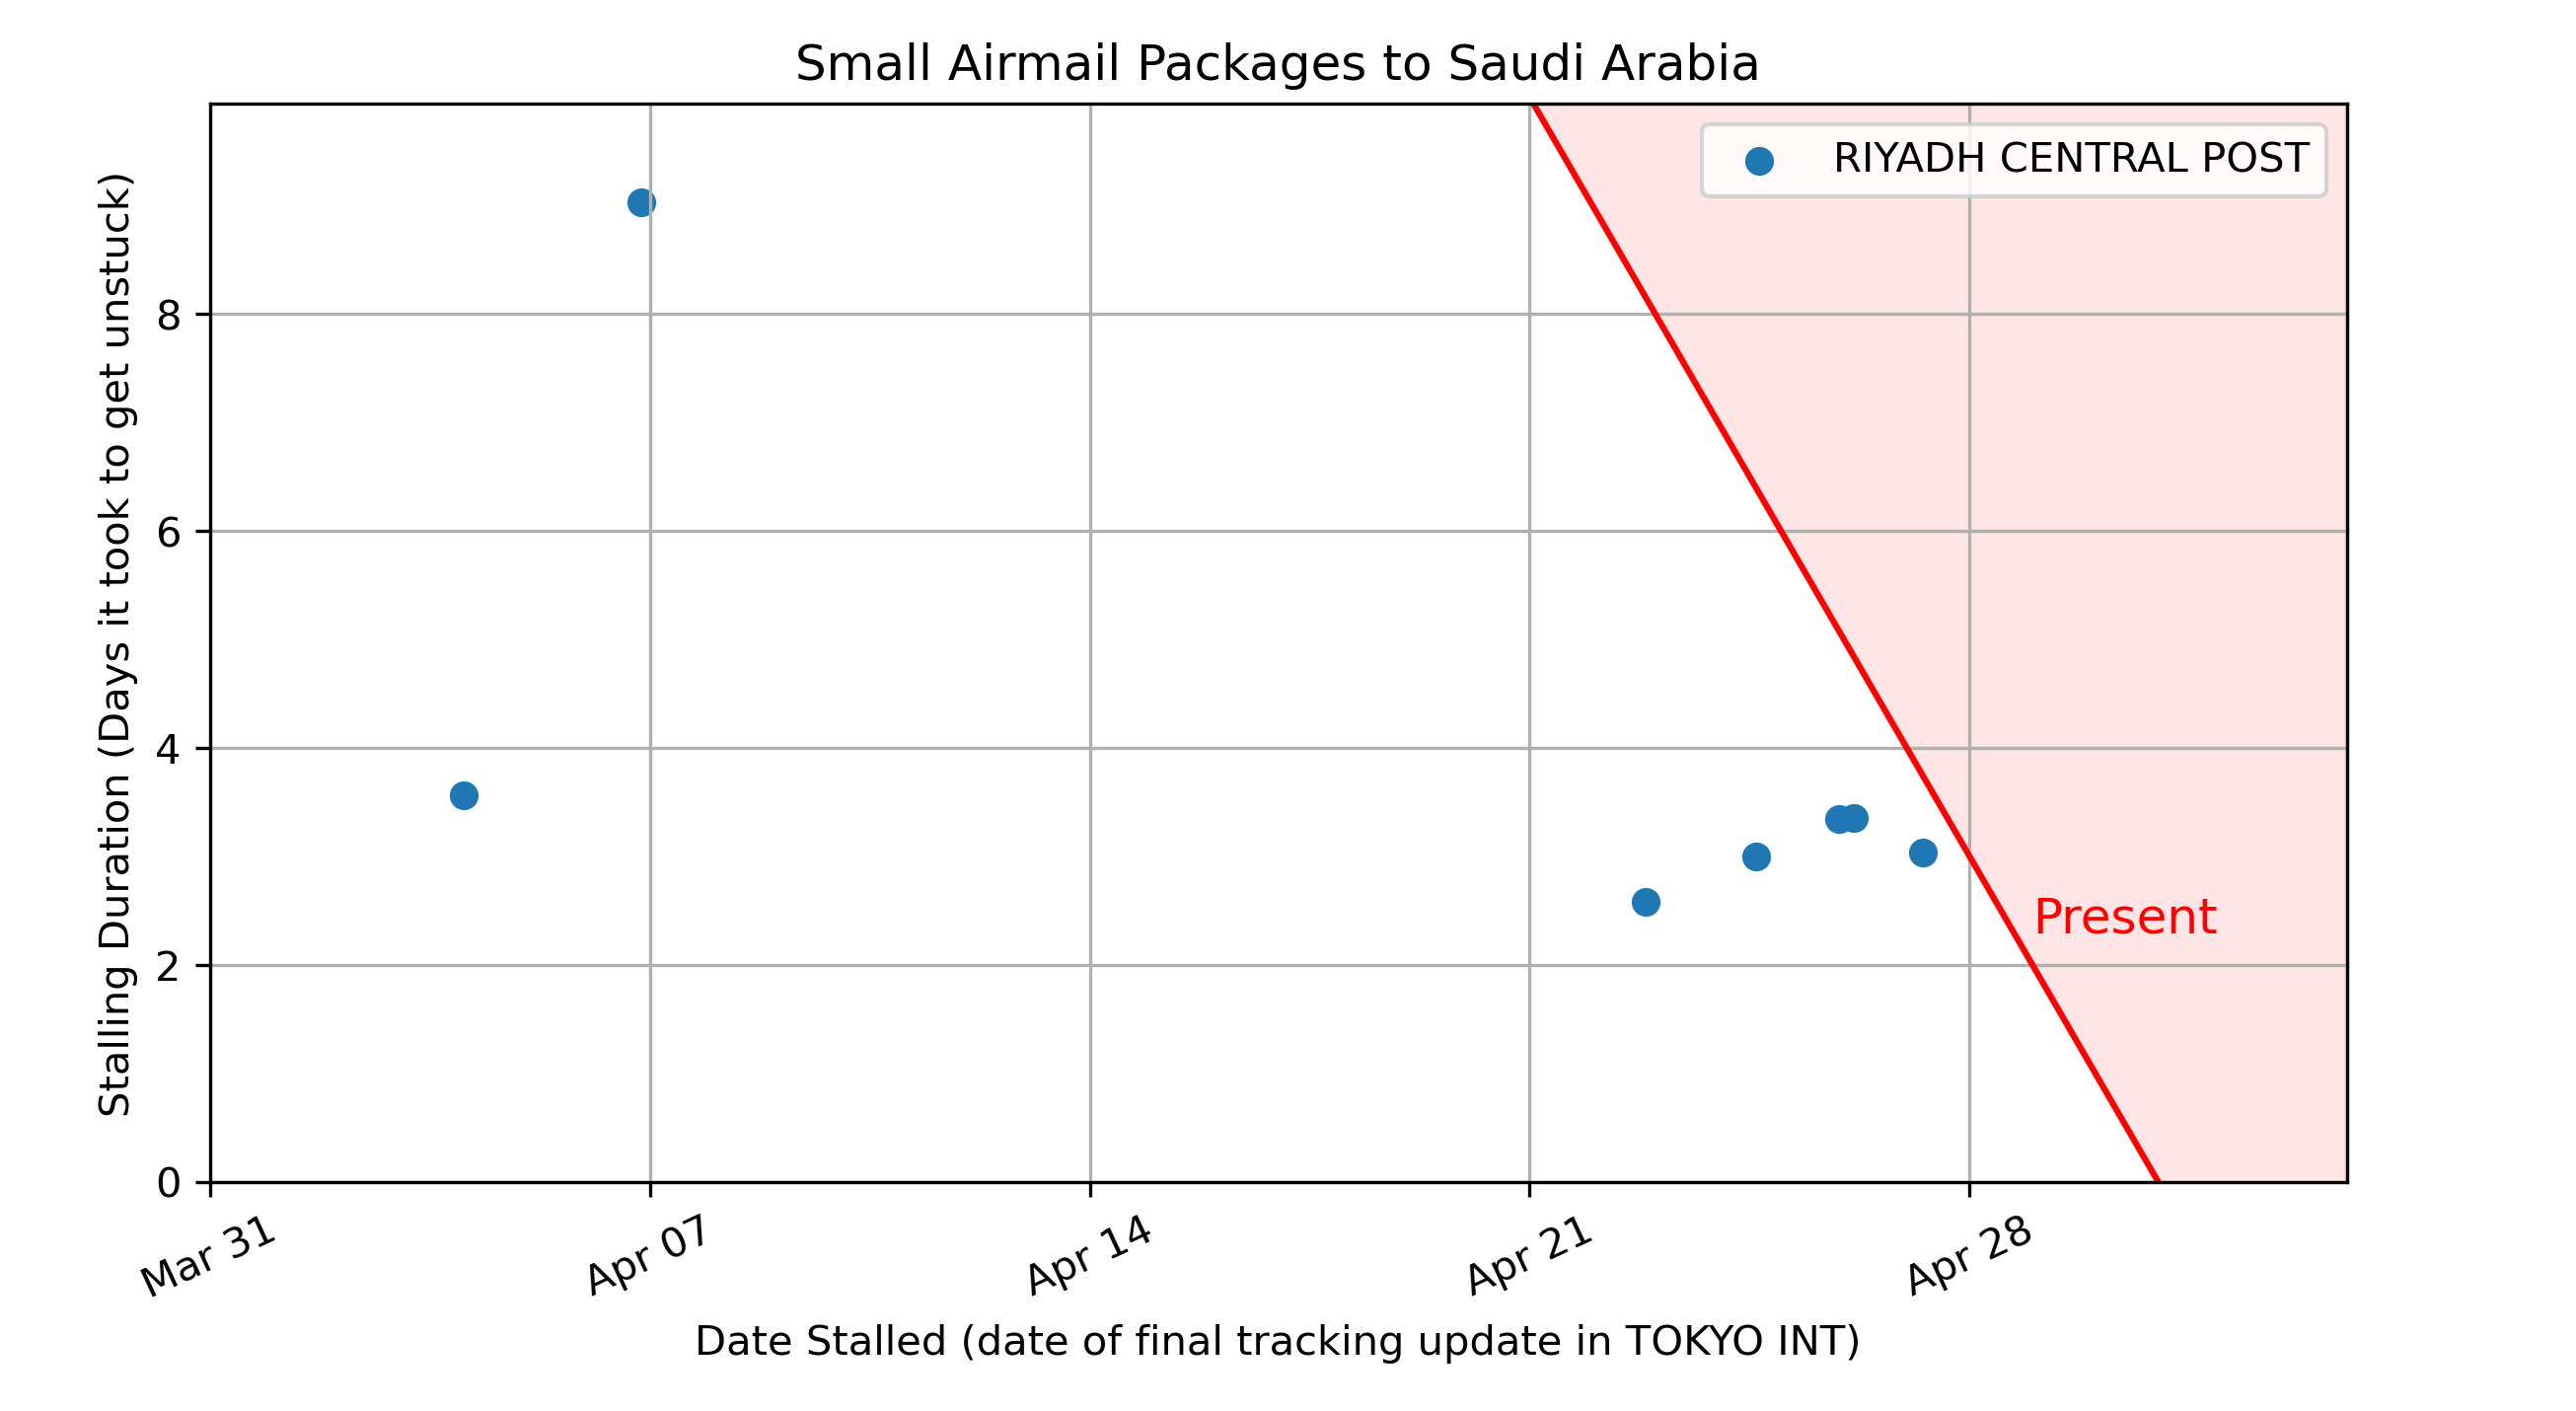 Small Airmail Packages to Saudi Arabia
RIYADH CENTRAL POST
Stalling Duration (Days it took to get unstuck)
8
6
4
2
0
Present
Mar 31
Apr 07
Apr 14
Apr 21
Apr 28
Date Stalled (date of final tracking update in TOKYO INT)